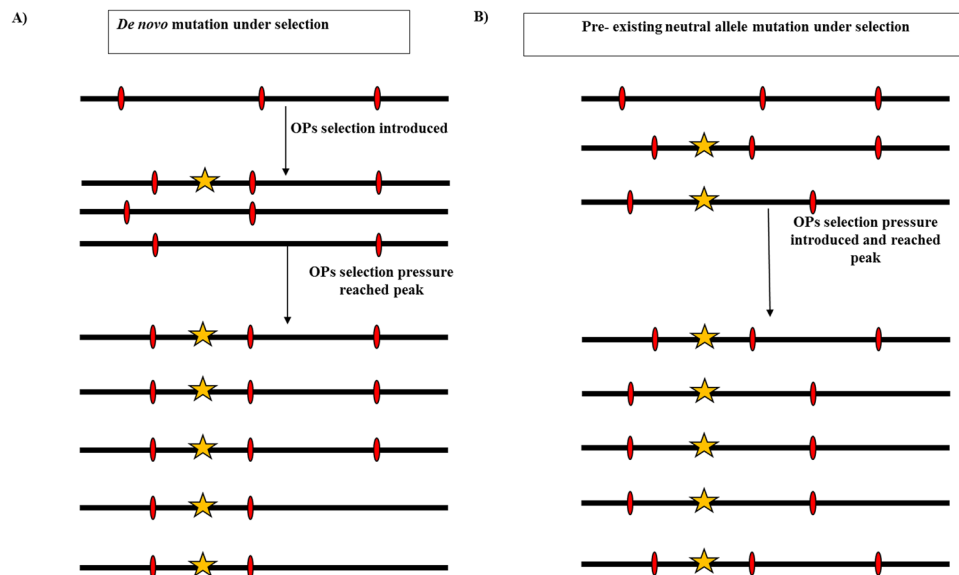 A)
De novo mutation under selection
OPs selection introduced
OPs selection pressure
reached peak
B)
Pre- existing neutral allele mutation under selection
OPs selection pressure
introduced and reached
peak